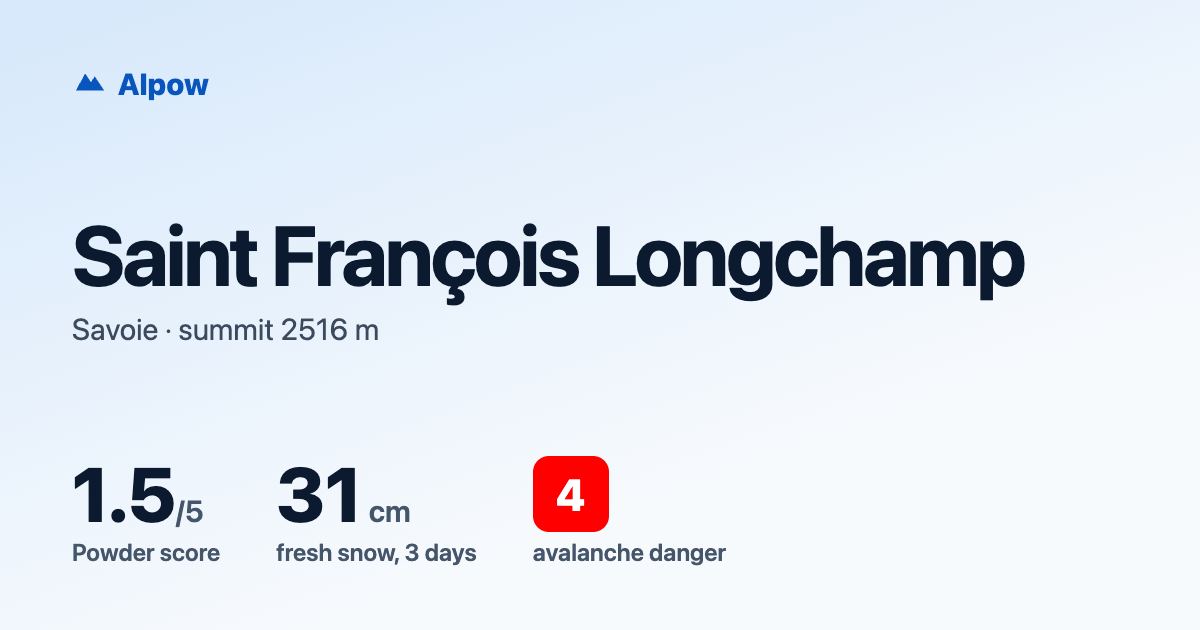 Alpow
Saint François Longchamp
Savoie · summit 2516 m
1.5/5
Powder score
31 cm
fresh snow, 3 days
4
avalanche danger